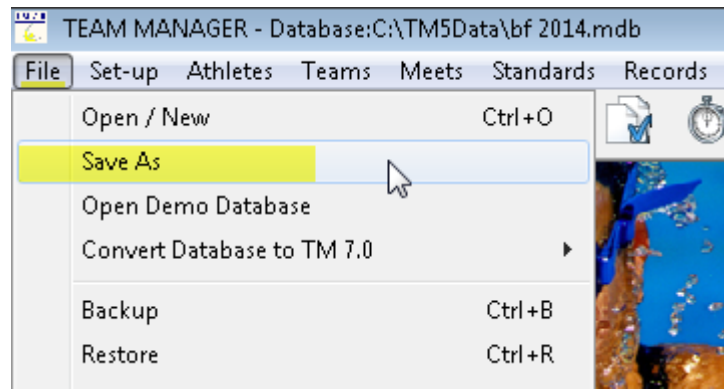 TEAM MANAGER - Database:C:\TM5Data\bf 2014.mdb
File Set-up Athletes Teams Meets Standards Records
Open / New Ctrl+O
Save As
Open Demo Database
Convert Database to TM 7.0
Backup Ctrl+B
Restore Ctrl+R